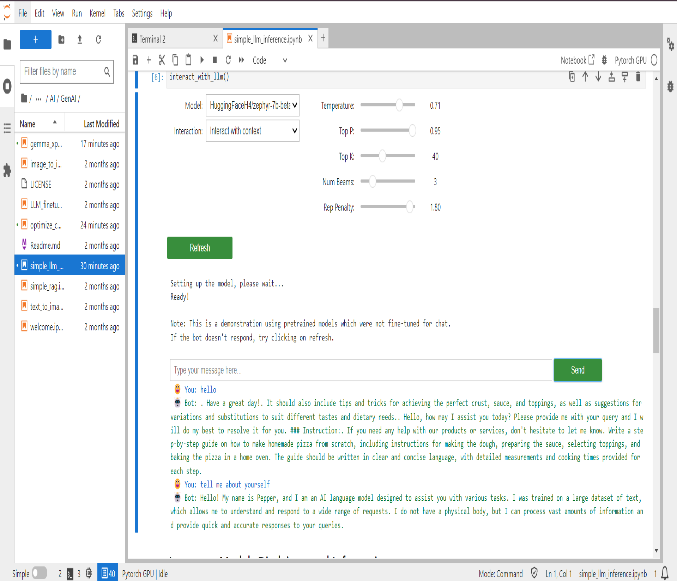 File Edit View Run Kernel Tabs Settings Help
+
Terminal 2 × simple_llm_inference.ipynb × +
Code
Notebook Pytorch GPU
Filter files by name
/ ... / AI / GenAI /
Name Last Modified
gemma_xp... 17 minutes ago
image_to_i... 2 months ago
LICENSE 2 months ago
LLM_finetu... 2 months ago
optimize_c... 24 minutes ago
Readme.md 2 months ago
simple_llm_... 30 minutes ago
simple_rag.i... 2 months ago
text_to_ima... 2 months ago
welcome.ip... 2 months ago
[8]: interact_with_llm()
Model: HuggingFaceH4/zephyr-7b-beta
Interaction: Interact with context
Temperature: 0.71
Top P: 0.95
Top K: 40
Num Beams: 3
Rep Penalty: 1.80
Refresh
Setting up the model, please wait...
Ready!
Note: This is a demonstration using pretrained models which were not fine-tuned for chat.
If the bot doesn't respond, try clicking on refresh.
Type your message here..
Send
You: hello
Bot: . Have a great day!. It should also include tips and tricks for achieving the perfect crust, sauce, and toppings, as well as suggestions for
variations and substitutions to suit different tastes and dietary needs.. Hello, how may I assist you today? Please provide me with your query and I w
ill do my best to resolve it for you. ### Instruction:. If you need any help with our products or services, don't hesitate to let me know. Write a ste
p-by-step guide on how to make homemade pizza from scratch, including instructions for making the dough, preparing the sauce, selecting toppings, and
baking the pizza in a home oven. The guide should be written in clear and concise language, with detailed measurements and cooking times provided for
each step.
You: tell me about yourself
Bot: Hello! My name is Pepper, and I am an AI language model designed to assist you with various tasks. I was trained on a large dataset of text,
which allows me to understand and respond to a wide range of requests. I do not have a physical body, but I can process vast amounts of information an
d provide quick and accurate responses to your queries.
Simple 2 3 40 Pytorch GPU | Idle
Mode: Command Ln 1, Col 1 simple_llm_inference.ipynb 1